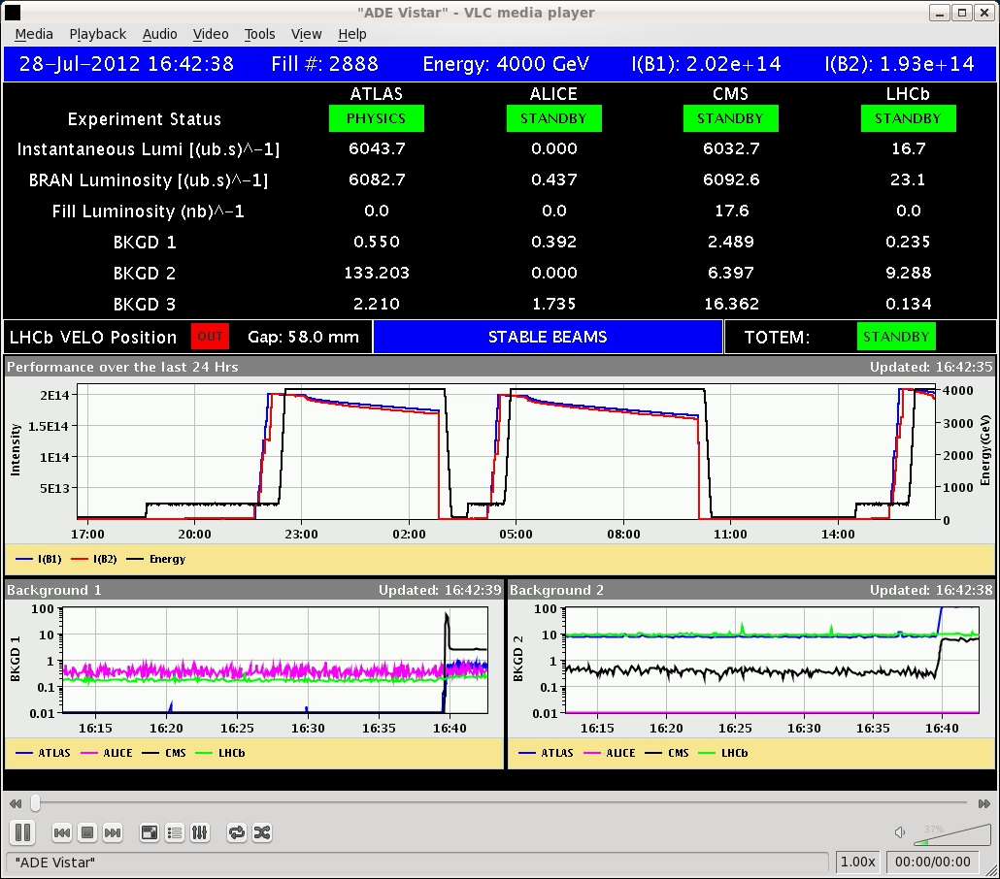 "ADE Vistar" - VLC media player
Media Playback Audio Video Tools View Help
28-Jul-2012 16:42:38 Fill #: 2888 Energy: 4000 GeV I(B1): 2.02e+14 I(B2): 1.93e+14
ATLAS ALICE CMS LHCb
Experiment Status PHYSICS STANDBY STANDBY STANDBY
Instantaneous Lumi [(ub.s)^-1] 6043.7 0.000 6032.7 16.7
BRAN Luminosity [(ub.s)^-1] 6082.7 0.437 6092.6 23.1
Fill Luminosity (nb)^-1 0.0 0.0 17.6 0.0
BKGD 1 0.550 0.392 2.489 0.235
BKGD 2 133.203 0.000 6.397 9.288
BKGD 3 2.210 1.735 16.362 0.134
LHCb VELO Position OUT Gap: 58.0 mm STABLE BEAMS TOTEM: STANDBY
Performance over the last 24 Hrs Updated: 16:42:35
Intensity
2E14
1.5E14
1E14
5E13
4000
3000
2000
1000
0
Energy(GeV)
17:00 20:00 23:00 02:00 05:00 08:00 11:00 14:00
I(B1) I(B2) Energy
Background 1 Updated: 16:42:39
BKGD 1
100
10
1
0.1
0.01
16:15 16:20 16:25 16:30 16:35 16:40
ATLAS ALICE CMS LHCb
Background 2 Updated: 16:42:38
BKGD 2
100
10
1
0.1
0.01
16:15 16:20 16:25 16:30 16:35 16:40
ATLAS ALICE CMS LHCb
37%
"ADE Vistar" 1.00x 00:00/00:00